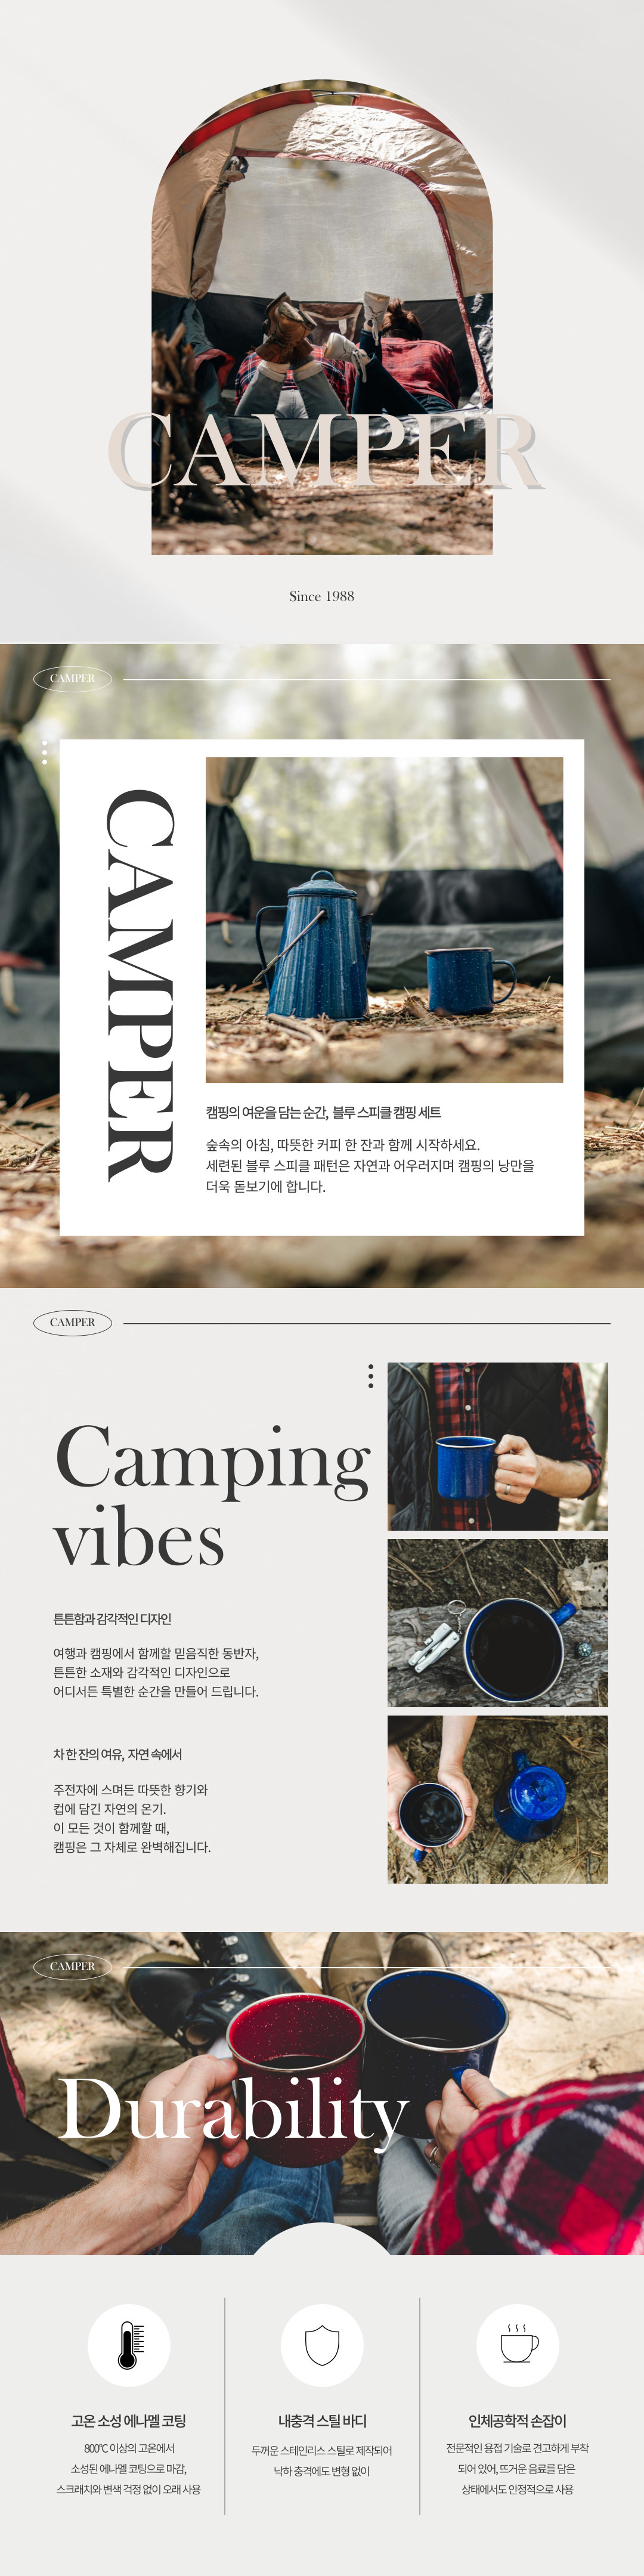 CAMPER
Since 1988
CAMPER
CAMPER
캠핑의 여운을 담는 순간, 블루 스피클 캠핑 세트
숲속의 아침, 따뜻한 커피 한 잔과 함께 시작하세요.
세련된 블루 스피클 패턴은 자연과 어우러지며 캠핑의 낭만을
더욱 돋보기에 합니다.
CAMPER
Camping
vibes
튼튼함과 감각적인 디자인
여행과 캠핑에서 함께할 믿음직한 동반자,
튼튼한 소재와 감각적인 디자인으로
어디서든 특별한 순간을 만들어 드립니다.
차 한 잔의 여유, 자연 속에서
주전자에 스며든 따뜻한 향기와
컵에 담긴 자연의 온기.
이 모든 것이 함께할 때,
캠핑은 그 자체로 완벽해집니다.
CAMPER
Durability
고온 소성 에나멜 코팅
800℃ 이상의 고온에서
소성된 에나멜 코팅으로 마감,
스크래치와 변색 걱정 없이 오래 사용
내충격 스틸 바디
두꺼운 스테인리스 스틸로 제작되어
낙하 충격에도 변형 없이
인체공학적 손잡이
전문적인 용접 기술로 견고하게 부착
되어 있어, 뜨거운 음료를 담은
상태에서도 안정적으로 사용